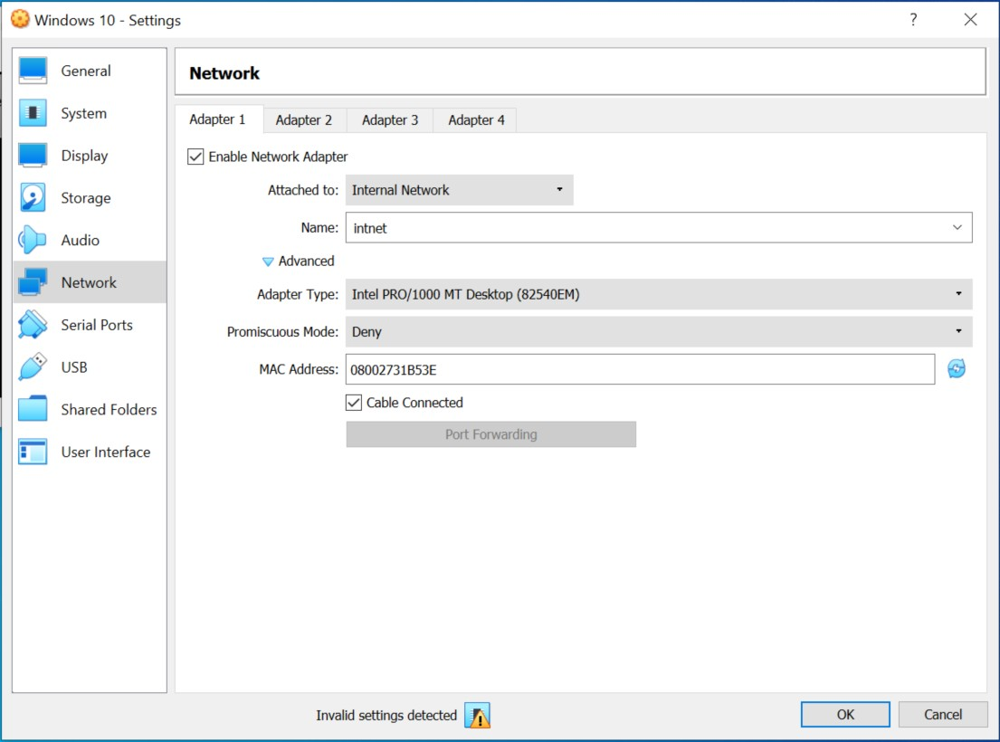 Windows 10 - Settings
?
General
System
Display
Storage
Audio
Network
Serial Ports
USB
Shared Folders
User Interface
Network
Adapter 1 Adapter 2 Adapter 3 Adapter 4
Enable Network Adapter
Attached to: Internal Network
Name: intnet
Advanced
Adapter Type: Intel PRO/1000 MT Desktop (82540EM)
Promiscuous Mode: Deny
MAC Address: 08002731B53E
Cable Connected
Port Forwarding
Invalid settings detected
OK Cancel